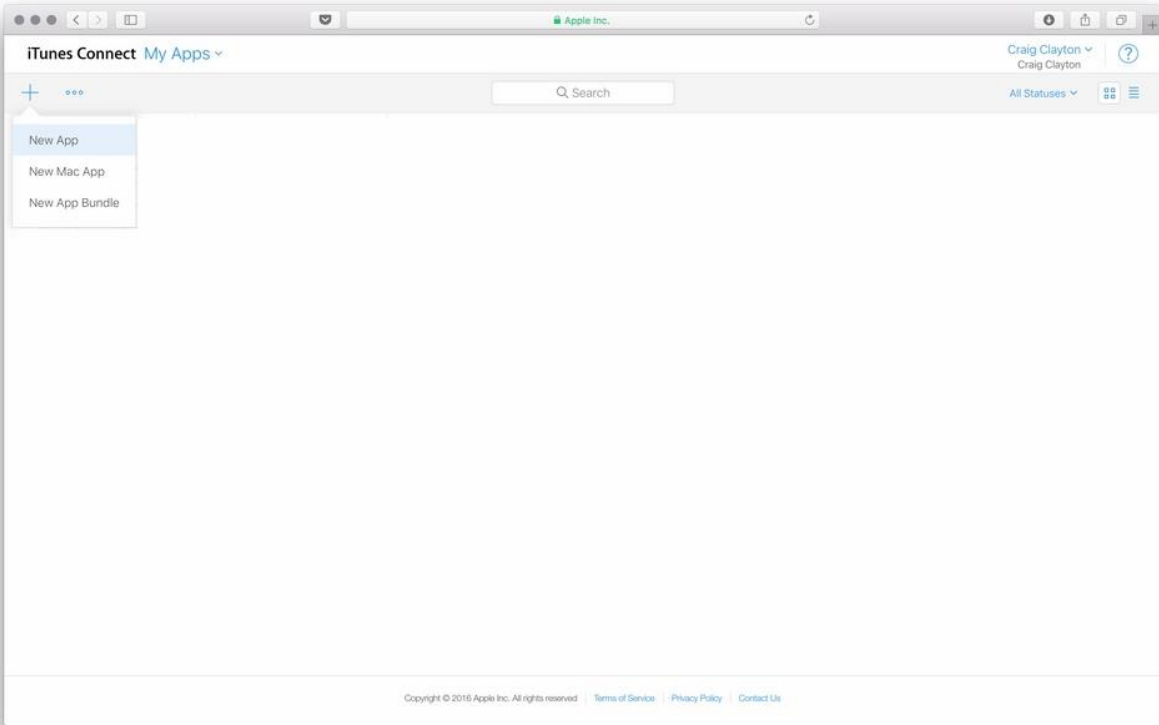 Apple Inc.
iTunes Connect My Apps
Craig Clayton
Craig Clayton
?
Search
All Statuses
New App
New Mac App
New App Bundle
Copyright © 2016 Apple Inc. All rights reserved Terms of Service Privacy Policy Contact Us